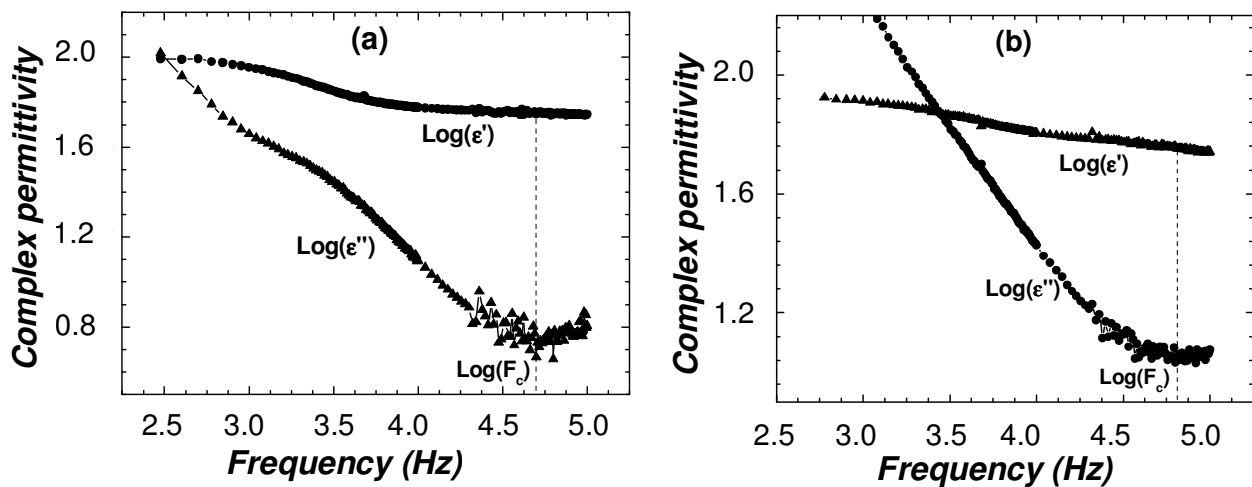 (a)
Complex permittivity
2.0
1.6
1.2
0.8
Log(ε')
Log(ε'')
Log(Fc)
2.5 3.0 3.5 4.0 4.5 5.0
Frequency (Hz)
(b)
Complex permittivity
2.0
1.6
1.2
Log(ε')
Log(ε'')
Log(Fc)
2.5 3.0 3.5 4.0 4.5 5.0
Frequency (Hz)